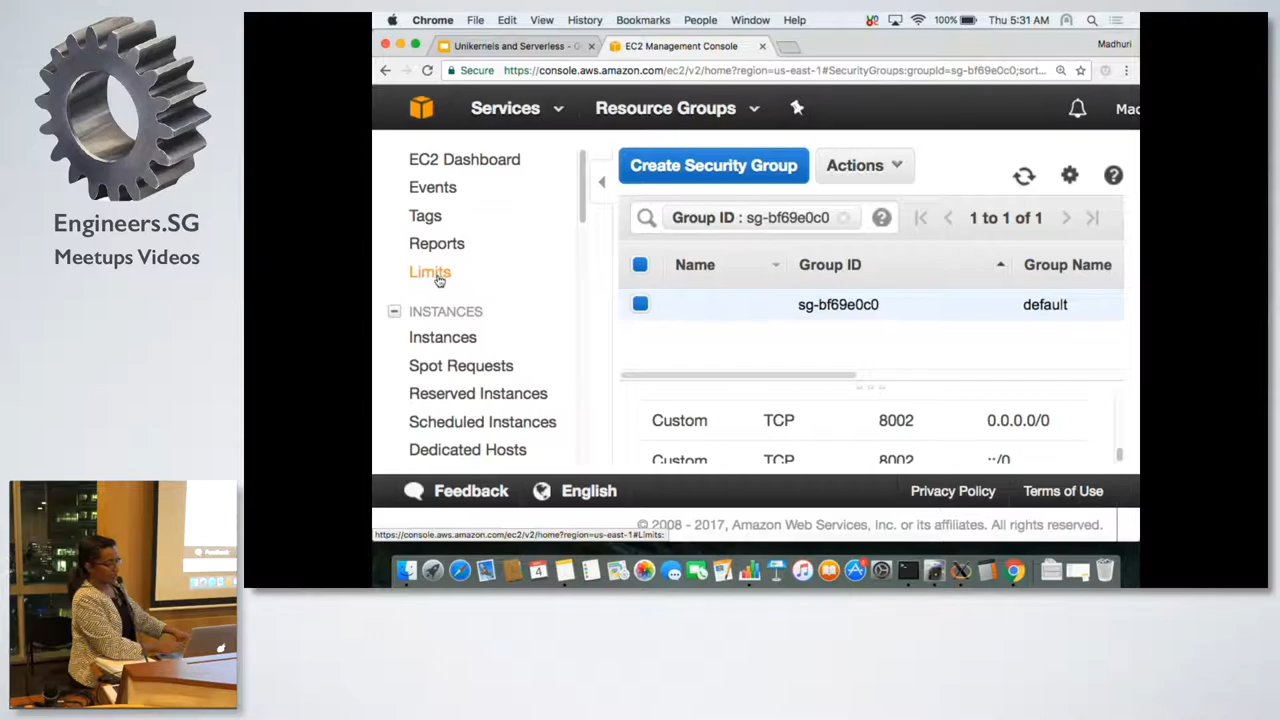 Engineers.SG
Meetups Videos
Chrome File Edit View History Bookmarks People Window Help 100% Thu 5:31 AM
Unikernels and Serverless - G
EC2 Management Console
Madhuri
Secure https://console.aws.amazon.com/ec2/v2/home?region=us-east-1#SecurityGroups:groupId=sg-bf69e0c0;sort...
Services Resource Groups Mac
EC2 Dashboard
Events
Tags
Reports
Limits
INSTANCES
Instances
Spot Requests
Reserved Instances
Scheduled Instances
Dedicated Hosts
Create Security Group Actions
Group ID : sg-bf69e0c0 1 to 1 of 1
Name Group ID Group Name
sg-bf69e0c0 default
Custom TCP 8002 0.0.0.0/0
Custom TCP 8002 ::/0
Feedback English Privacy Policy Terms of Use
© 2008 - 2017, Amazon Web Services, Inc. or its affiliates. All rights reserved.
https://console.aws.amazon.com/ec2/v2/home?region=us-east-1#Limits:
4
Feedback